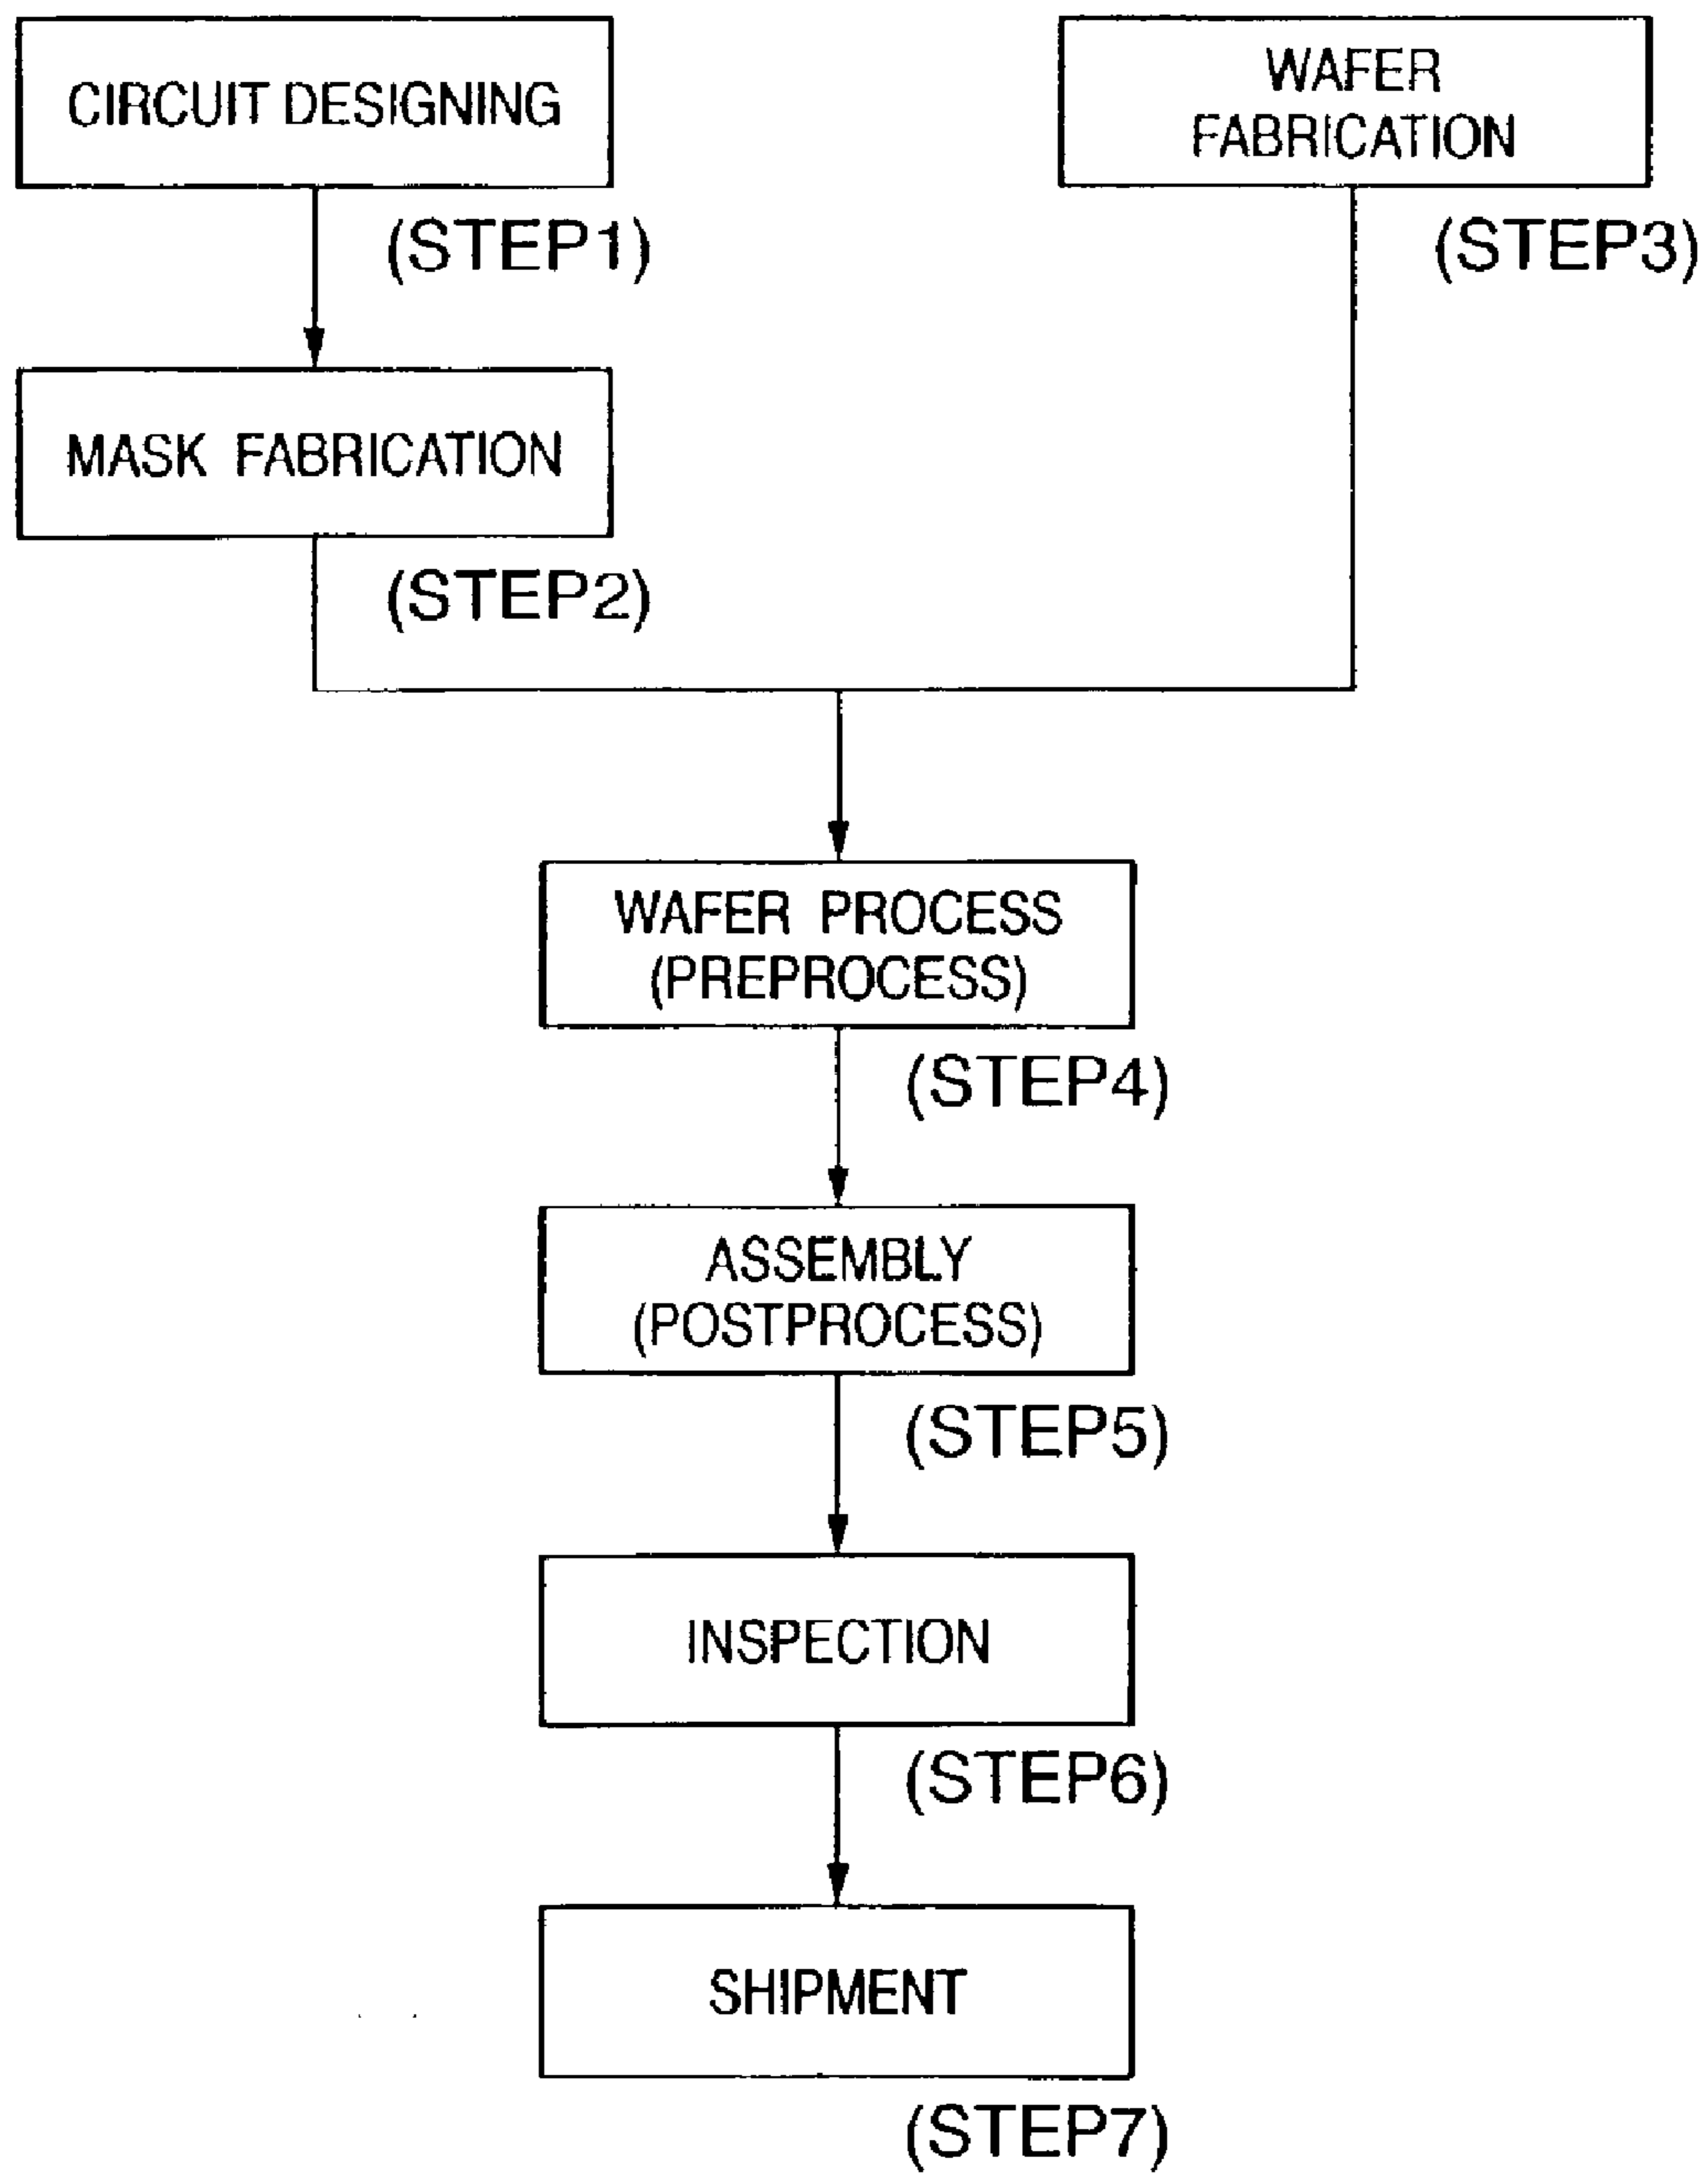 CIRCUIT DESIGNING
(STEP1)
MASK FABRICATION
(STEP2)
WAFER
FABRICATION
(STEP3)
WAFER PROCESS
(PREPROCESS)
(STEP4)
ASSEMBLY
(POSTPROCESS)
(STEP5)
INSPECTION
(STEP6)
SHIPMENT
(STEP7)